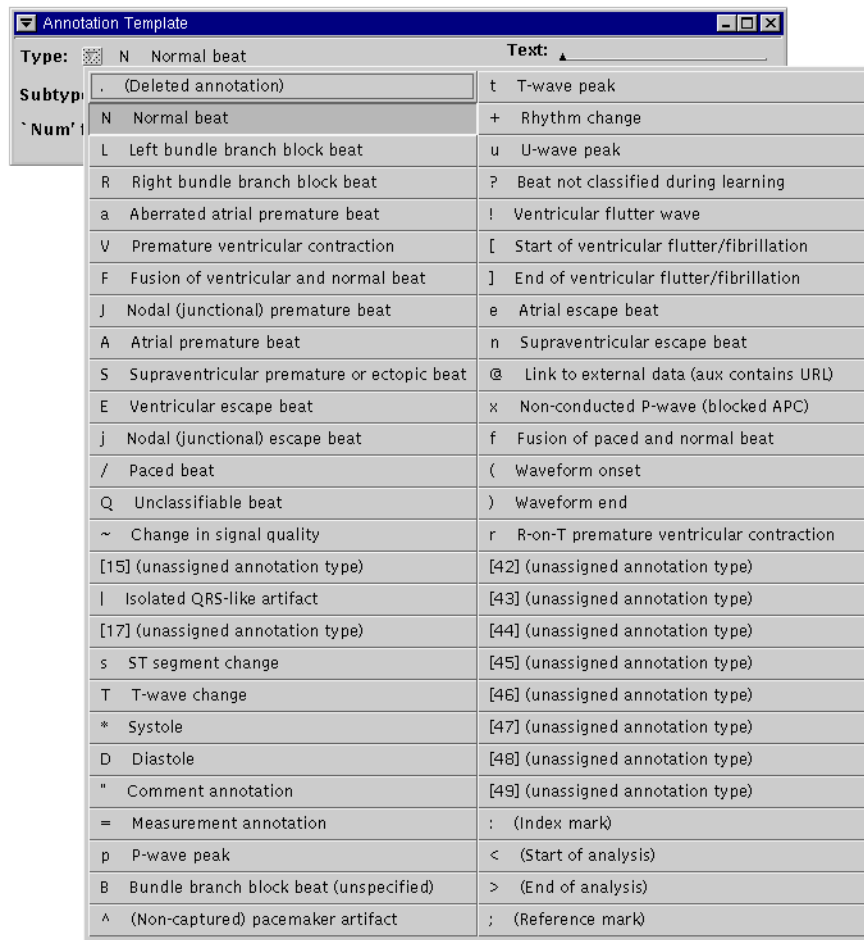 Annotation Template
Type: N Normal beat Text:
Subtyp
`Num' f
. (Deleted annotation)
N Normal beat
L Left bundle branch block beat
R Right bundle branch block beat
a Aberrated atrial premature beat
V Premature ventricular contraction
F Fusion of ventricular and normal beat
J Nodal (junctional) premature beat
A Atrial premature beat
S Supraventricular premature or ectopic beat
E Ventricular escape beat
j Nodal (junctional) escape beat
/ Paced beat
Q Unclassifiable beat
~ Change in signal quality
[15] (unassigned annotation type)
| Isolated QRS-like artifact
[17] (unassigned annotation type)
s ST segment change
T T-wave change
* Systole
D Diastole
" Comment annotation
= Measurement annotation
p P-wave peak
B Bundle branch block beat (unspecified)
^ (Non-captured) pacemaker artifact
t T-wave peak
+ Rhythm change
u U-wave peak
? Beat not classified during learning
! Ventricular flutter wave
[ Start of ventricular flutter/fibrillation
] End of ventricular flutter/fibrillation
e Atrial escape beat
n Supraventricular escape beat
@ Link to external data (aux contains URL)
x Non-conducted P-wave (blocked APC)
f Fusion of paced and normal beat
( Waveform onset
) Waveform end
r R-on-T premature ventricular contraction
[42] (unassigned annotation type)
[43] (unassigned annotation type)
[44] (unassigned annotation type)
[45] (unassigned annotation type)
[46] (unassigned annotation type)
[47] (unassigned annotation type)
[48] (unassigned annotation type)
[49] (unassigned annotation type)
: (Index mark)
< (Start of analysis)
> (End of analysis)
; (Reference mark)